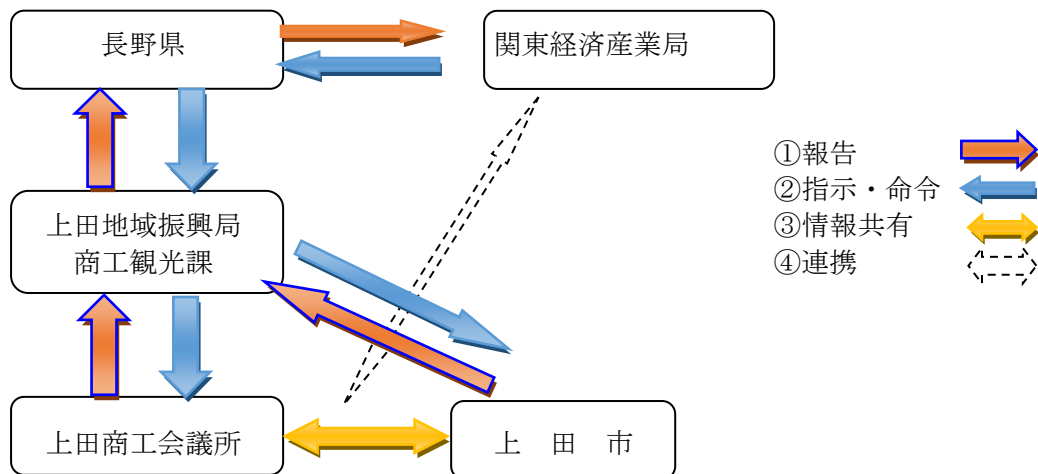 長野県
関東経済産業局
①報告
②指示・命令
③情報共有
④連携
上田地域振興局
商工観光課
上田商工会議所
上　田　市